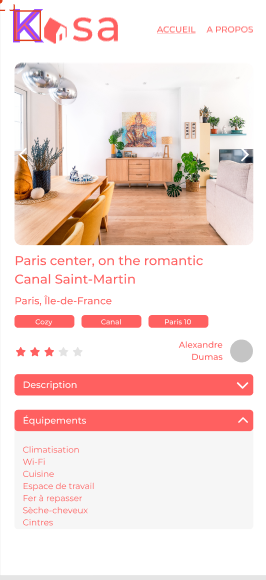 Kasa
ACCUEIL A PROPOS
Paris center, on the romantic
Canal Saint-Martin
Paris, Île-de-France
Cozy Canal Paris 10
Alexandre
Dumas
Description
Équipements
Climatisation
Wi-Fi
Cuisine
Espace de travail
Fer à repasser
Sèche-cheveux
Cintres